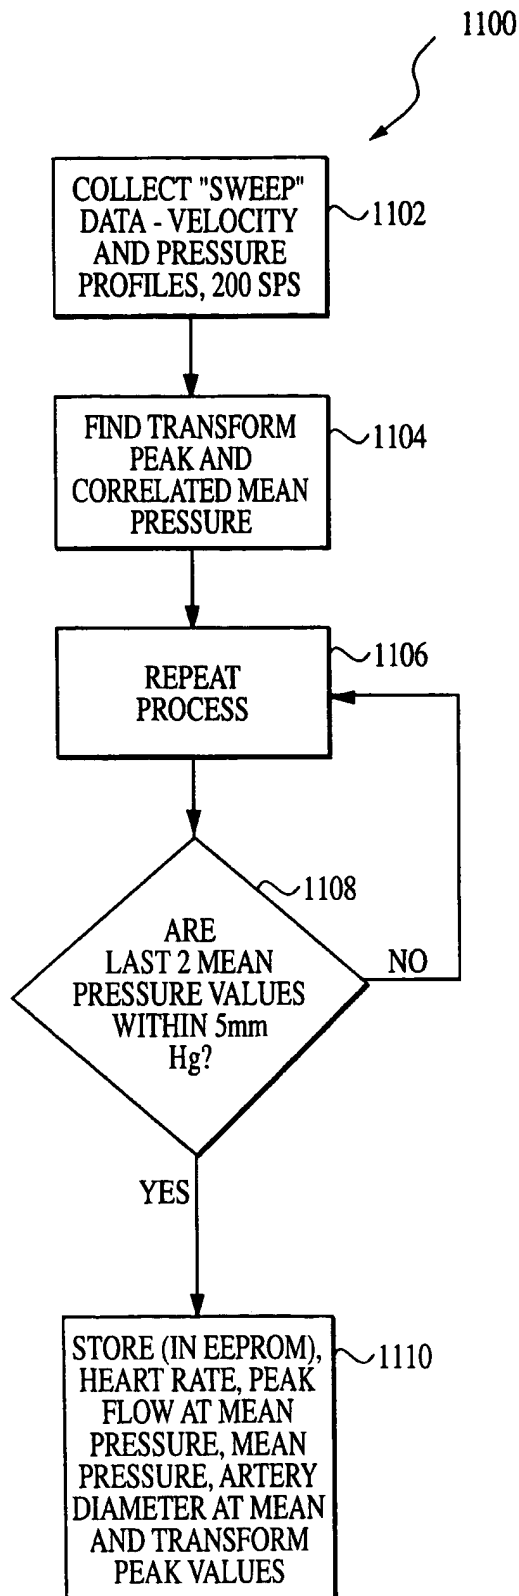 1100
COLLECT "SWEEP"
DATA - VELOCITY
AND PRESSURE
PROFILES, 200 SPS
1102
FIND TRANSFORM
PEAK AND
CORRELATED MEAN
PRESSURE
1104
REPEAT
PROCESS
1106
ARE
LAST 2 MEAN
PRESSURE VALUES
WITHIN 5mm
Hg?
1108
NO
YES
STORE (IN EEPROM),
HEART RATE, PEAK
FLOW AT MEAN
PRESSURE, MEAN
PRESSURE, ARTERY
DIAMETER AT MEAN
AND TRANSFORM
PEAK VALUES
1110